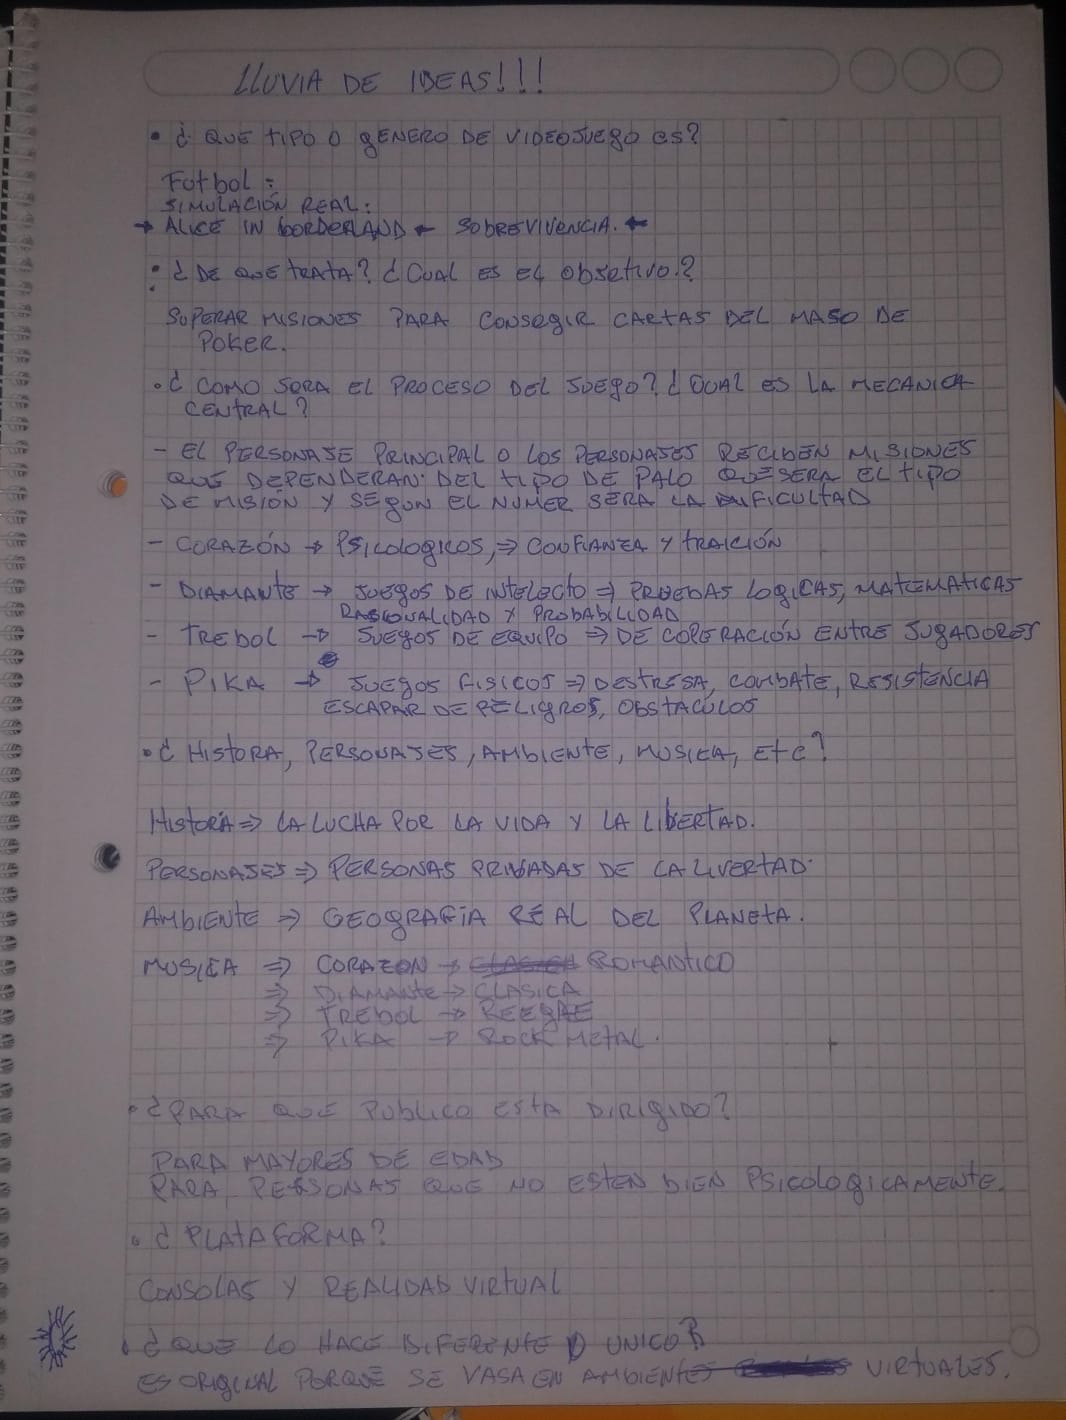 LLUVIA DE IDEAS!!!
• ¿ QUE TIPO O GENERO DE VIDEOJUEGO ES?
FUTBOL :
SIMULACIÓN REAL :
→ ALICE IN BORDERLAND ← SOBREVIVENCIA. ←
• ¿ DE QUE TRATA? ¿ CUAL ES EL OBJETIVO.?
SUPERAR MISIONES PARA CONSEGIR CARTAS DEL MASO DE
POKER.
• ¿ COMO SERA EL PROCESO DEL JUEGO? ¿ CUAL ES LA MECANICA
CENTRAL?
- EL PERSONAJE PRINCIPAL O LOS PERSONAJES RECIBEN MISIONES
QUE DEPENDERAN DEL TIPO DE PALO QUE SERA EL TIPO
DE MISIÓN Y SEGUN EL NUMER SERA LA DIFICULTAD
- CORAZÓN → PSICOLOGICOS, ⇒ CONFIANZA Y TRAICIÓN
- DIAMANTE → JUEGOS DE INTELECTO ⇒ PRUEBAS LOGICAS, MATEMATICAS
RASIONALIDAD Y PROBABILIDAD
- TREBOL → JUEGOS DE EQUIPO ⇒ DE COPERACIÓN ENTRE JUGADORES
- PIKA → JUEGOS FISICOS ⇒ DESTRESA, COMBATE, RESISTENCIA
ESCAPAR DE PELIGROS, OBSTACULOS
• ¿ HISTORA, PERSONAJES, AMBIENTE, MUSICA, ETC?
HISTORIA ⇒ LA LUCHA POR LA VIDA Y LA LIBERTAD.
PERSONAJES ⇒ PERSONAS PRIVADAS DE LA LIVERTAD.
AMBIENTE ⇒ GEOGRAFIA REAL DEL PLANETA.
MUSICA ⇒ CORAZON → CLASICA ROMANTICO
⇒ DIAMANTE → CLASICA
⇒ TREBOL → REEGAE
⇒ PIKA → ROCK METAL.
• ¿ PARA QUE PUBLICO ESTA DIRIGIDO?
PARA MAYORES DE EDAD
PARA PERSONAS QUE NO ESTEN BIEN PSICOLOGICAMENTE.
• ¿ PLATAFORMA?
CONSOLAS Y REALIDAD VIRTUAL
• ¿ QUE LO HACE DIFERENTE O UNICO?
ES ORIGINAL PORQUE SE VASA EN AMBIENTES VIRTUALES.